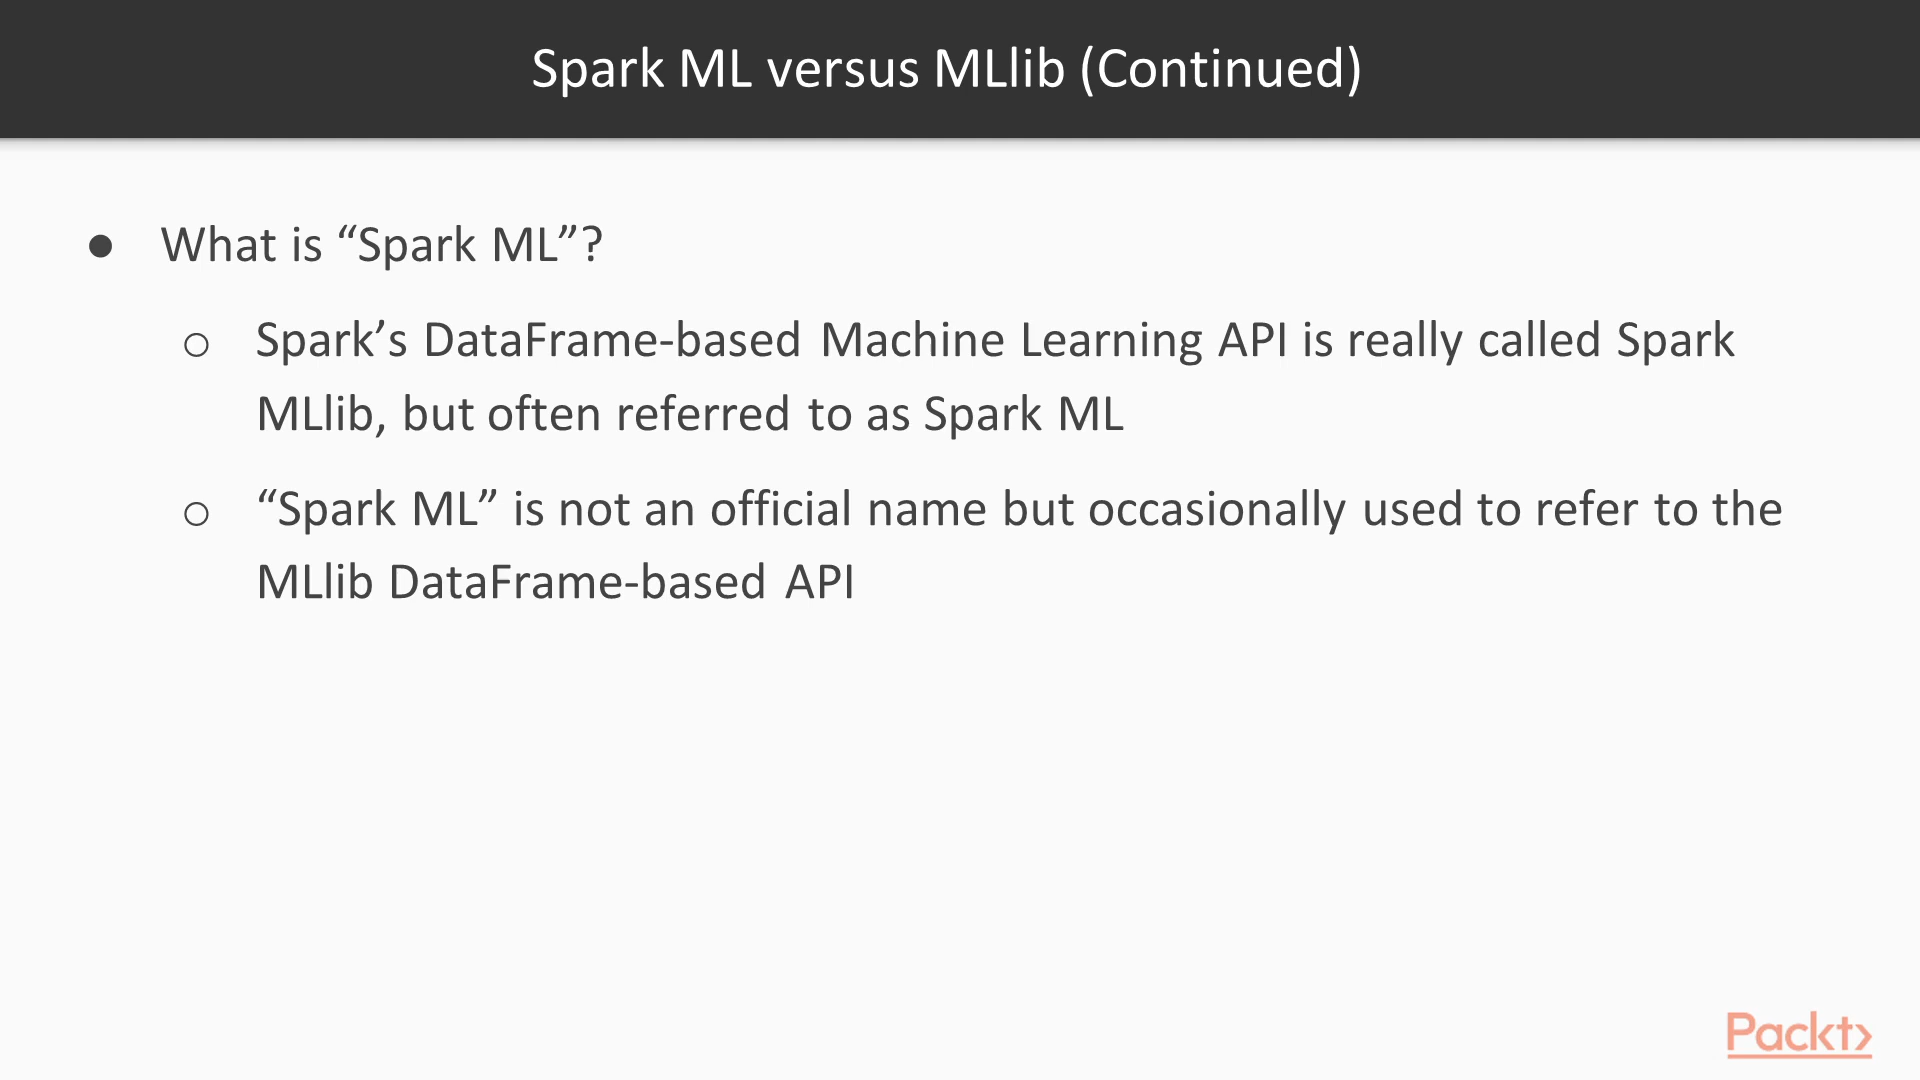 Spark ML versus MLlib (Continued)
● What is “Spark ML”?
○ Spark’s DataFrame-based Machine Learning API is really called Spark
MLlib, but often referred to as Spark ML
○ “Spark ML” is not an official name but occasionally used to refer to the
MLlib DataFrame-based API
Packt>